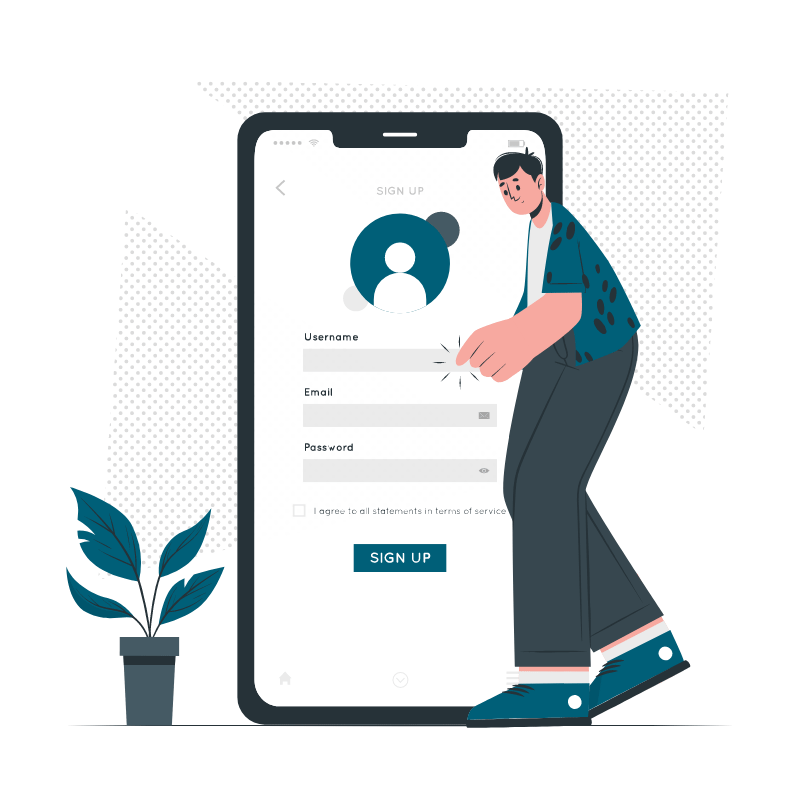 SIGN UP
Username
Email
Password
I agree to all statements in terms of service
SIGN UP